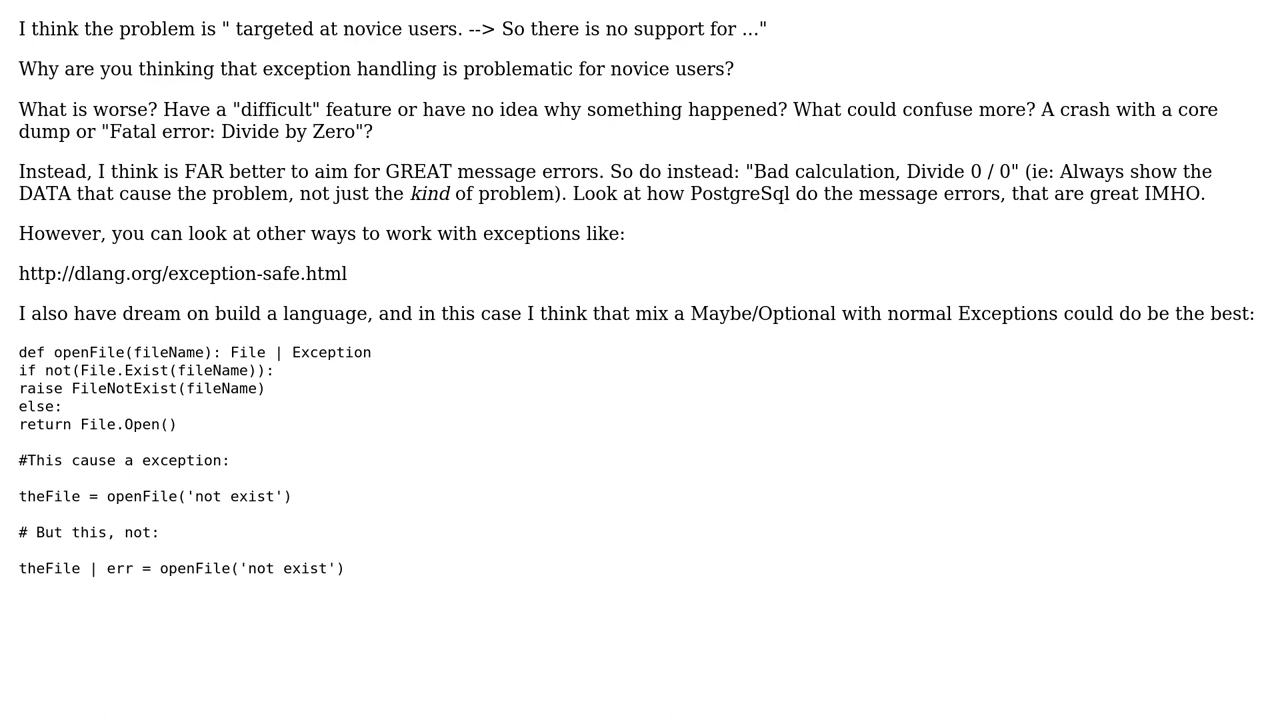 I think the problem is " targeted at novice users. --> So there is no support for ..."
Why are you thinking that exception handling is problematic for novice users?
What is worse? Have a "difficult" feature or have no idea why something happened? What could confuse more? A crash with a core
dump or "Fatal error: Divide by Zero"?
Instead, I think is FAR better to aim for GREAT message errors. So do instead: "Bad calculation, Divide 0 / 0" (ie: Always show the
DATA that cause the problem, not just the kind of problem). Look at how PostgreSql do the message errors, that are great IMHO.
However, you can look at other ways to work with exceptions like:
http://dlang.org/exception-safe.html
I also have dream on build a language, and in this case I think that mix a Maybe/Optional with normal Exceptions could do be the best:
def openFile(fileName): File | Exception
if not(File.Exist(fileName)):
raise FileNotExist(fileName)
else:
return File.Open()
#This cause a exception:
theFile = openFile('not exist')
# But this, not:
theFile | err = openFile('not exist')